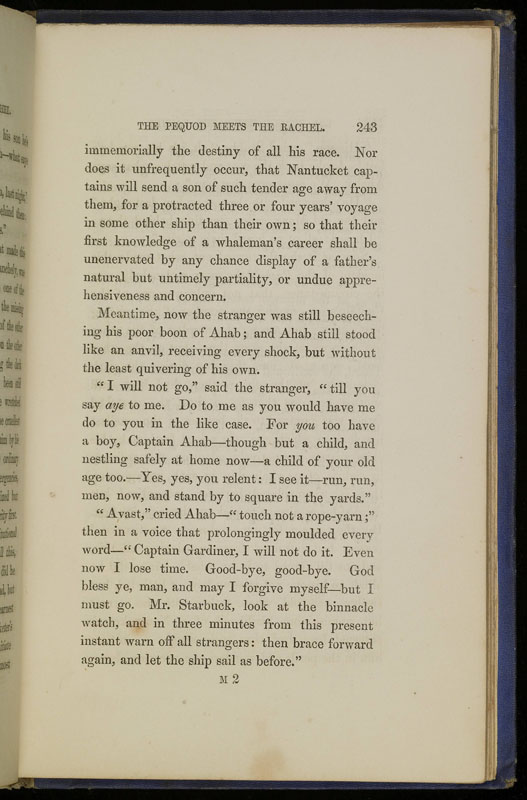 THE PEQUOD MEETS THE RACHEL. 243
immemorially the destiny of all his race. Nor
does it unfrequently occur, that Nantucket cap-
tains will send a son of such tender age away from
them, for a protracted three or four years' voyage
in some other ship than their own; so that their
first knowledge of a whaleman's career shall be
unenervated by any chance display of a father's
natural but untimely partiality, or undue appre-
hensiveness and concern.
Meantime, now the stranger was still beseech-
ing his poor boon of Ahab; and Ahab still stood
like an anvil, receiving every shock, but without
the least quivering of his own.
"I will not go," said the stranger, "till you
say aye to me. Do to me as you would have me
do to you in the like case. For you too have
a boy, Captain Ahab—though but a child, and
nestling safely at home now—a child of your old
age too.—Yes, yes, you relent: I see it—run, run,
men, now, and stand by to square in the yards."
"Avast," cried Ahab—"touch not a rope-yarn;"
then in a voice that prolongingly moulded every
word—"Captain Gardiner, I will not do it. Even
now I lose time. Good-bye, good-bye. God
bless ye, man, and may I forgive myself—but I
must go. Mr. Starbuck, look at the binnacle
watch, and in three minutes from this present
instant warn off all strangers: then brace forward
again, and let the ship sail as before."
M 2